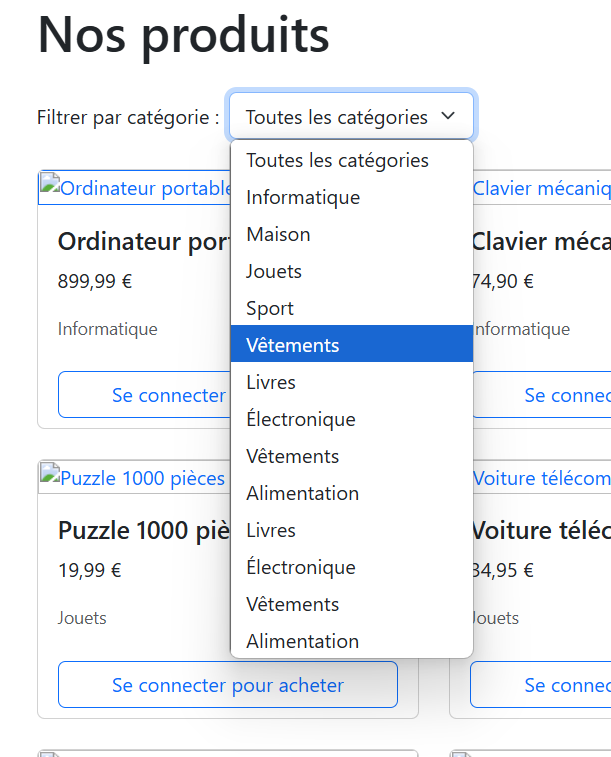 Nos produits
Filtrer par catégorie : Toutes les catégories
Toutes les catégories
Informatique
Maison
Jouets
Sport
Vêtements
Livres
Électronique
Vêtements
Alimentation
Livres
Électronique
Vêtements
Alimentation
Ordinateur portable
Ordinateur por
899,99 €
Informatique
Se connecter
Clavier mécaniq
Clavier méca
74,90 €
nformatique
Se connec
Puzzle 1000 pièces
Puzzle 1000 piè
19,99 €
Jouets
Se connecter pour acheter
Voiture télécom
Voiture téléc
34,95 €
Jouets
Se connec